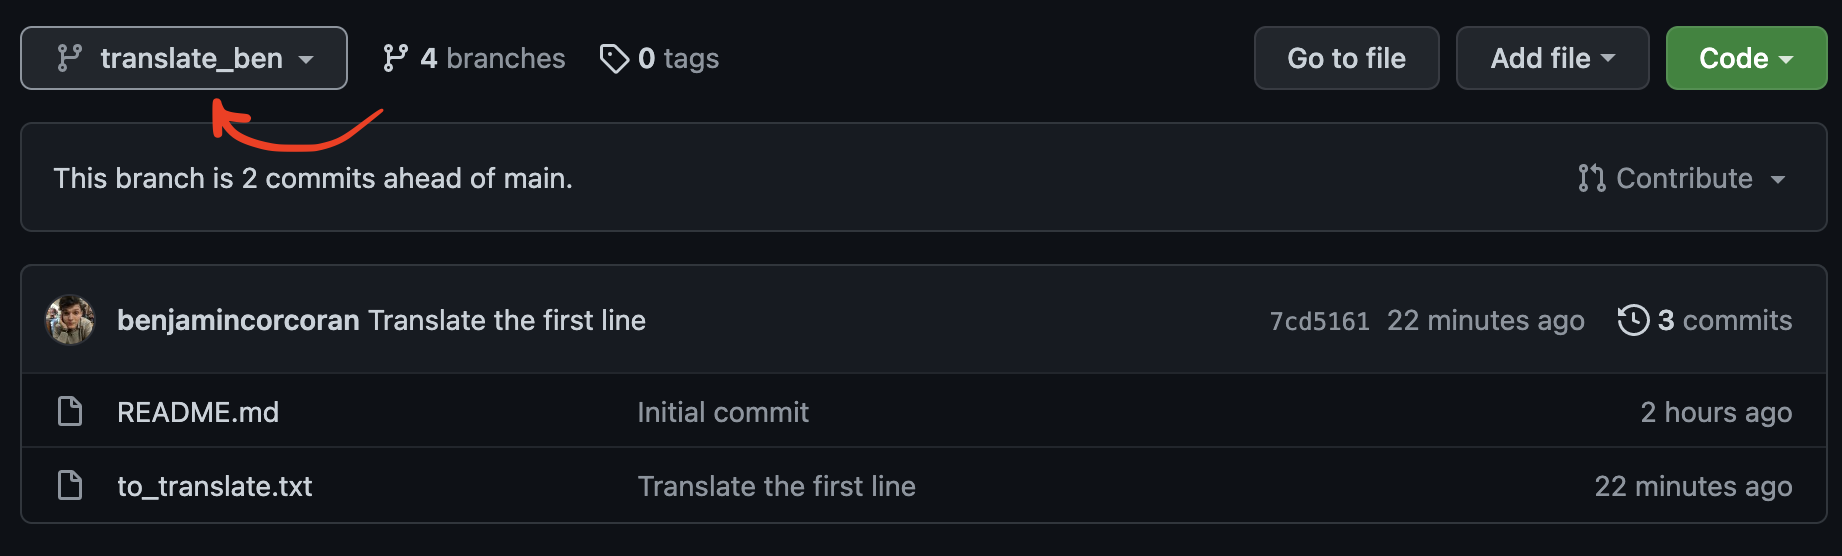 translate_ben 4 branches 0 tags Go to file Add file Code
This branch is 2 commits ahead of main. Contribute
benjamincorcoran Translate the first line 7cd5161 22 minutes ago 3 commits
README.md Initial commit 2 hours ago
to_translate.txt Translate the first line 22 minutes ago